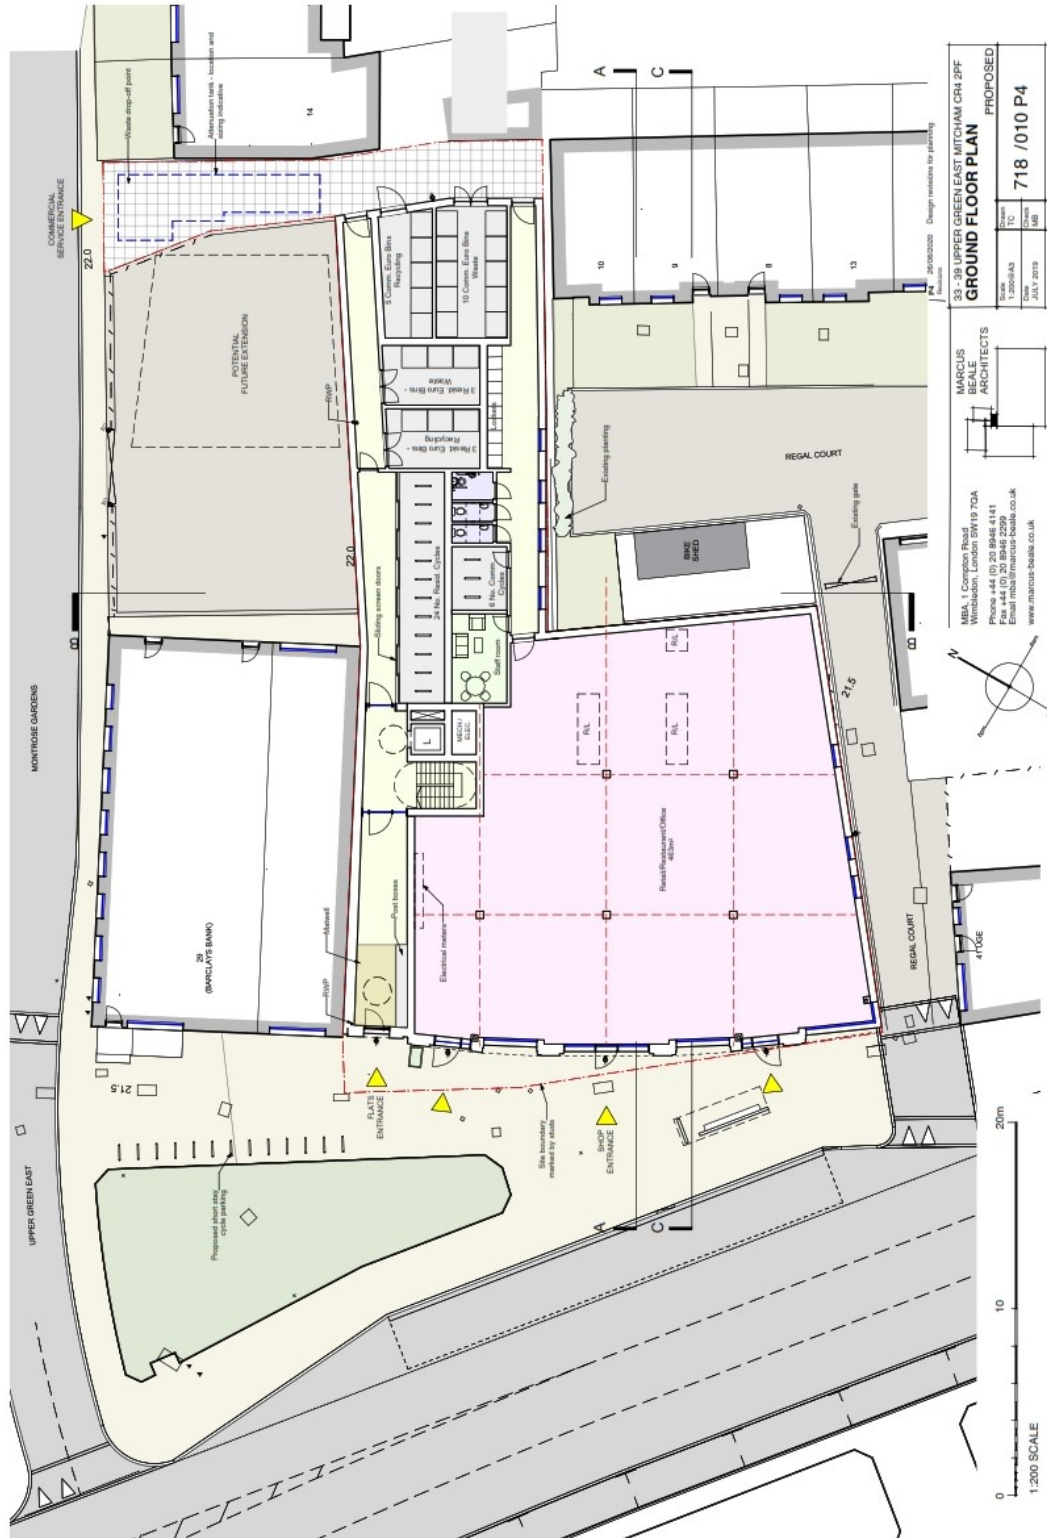 COMMERCIAL
SERVICE ENTRANCE
22.0
Waste drop-off point
Attenuation tank - location and
sizing indicative
14
MONTROSE GARDENS
POTENTIAL
FUTURE EXTENSION
22.0
RWP
5 Comm. Euro Bins
Recycling
10 Comm. Euro Bins
Waste
3 Resid. Euro Bins -
Waste
3 Resid. Euro Bins -
Recycling
Lockers
Sliding screen doors
24 No. Resid. Cycles
6 No. Comm.
Cycles
Staff room
L
MECH./
ELEC.
29
(BARCLAYS BANK)
Matwell
RWP
Post boxes
Electrical meters
Retail/Restaurant/Office
463m²
R/L
R/L
R/L
Existing planting
BIKE
SHED
REGAL COURT
Existing gate
21.5
REGAL COURT
10
9
8
13
A
C
B
B
UPPER GREEN EAST
21.5
Proposed short stay
cycle parking
FLATS
ENTRANCE
Site boundary
marked by studs
SHOP
ENTRANCE
A
C
0
10
20m
1:200 SCALE
N
MBA, 1 Compton Road
Wimbledon, London SW19 7QA
Phone +44 (0) 20 8946 4141
Fax +44 (0) 20 8946 2299
Email mba@marcus-beale.co.uk
www.marcus-beale.co.uk
MARCUS
BEALE
ARCHITECTS
P4 26/06/2020 Design revisions for planning
Revisions
33 - 39 UPPER GREEN EAST MITCHAM CR4 2PF
GROUND FLOOR PLAN
PROPOSED
Scale
1:200@A3
Drawn
TC
Date
JULY 2019
Check
MB
718 /010 P4